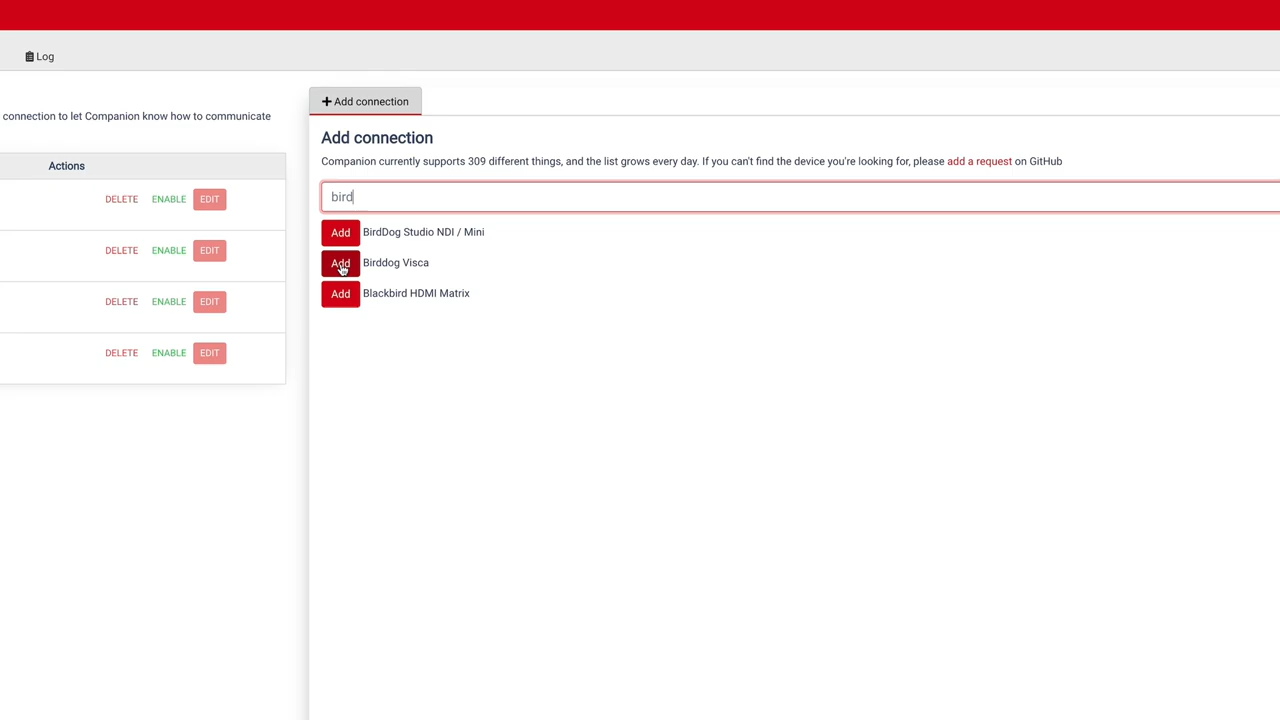 Log
connection to let Companion know how to communicate
Actions
DELETE ENABLE EDIT
DELETE ENABLE EDIT
DELETE ENABLE EDIT
DELETE ENABLE EDIT
Add connection
Add connection
Companion currently supports 309 different things, and the list grows every day. If you can't find the device you're looking for, please add a request on GitHub
bird
Add BirdDog Studio NDI / Mini
Add Birddog Visca
Add Blackbird HDMI Matrix